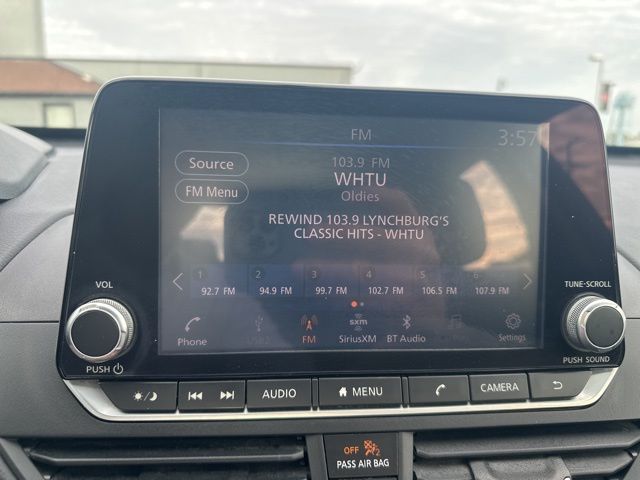 FM
3:57
Source
FM Menu
103.9 FM
WHTU
Oldies
REWIND 103.9 LYNCHBURG'S
CLASSIC HITS - WHTU
1 2 3 4 5 6
92.7 FM 94.9 FM 99.7 FM 102.7 FM 106.5 FM 107.9 FM
VOL
PUSH
TUNE·SCROLL
PUSH SOUND
sxm
Phone FM SiriusXM BT Audio Settings
AUDIO MENU CAMERA
OFF 2
PASS AIR BAG